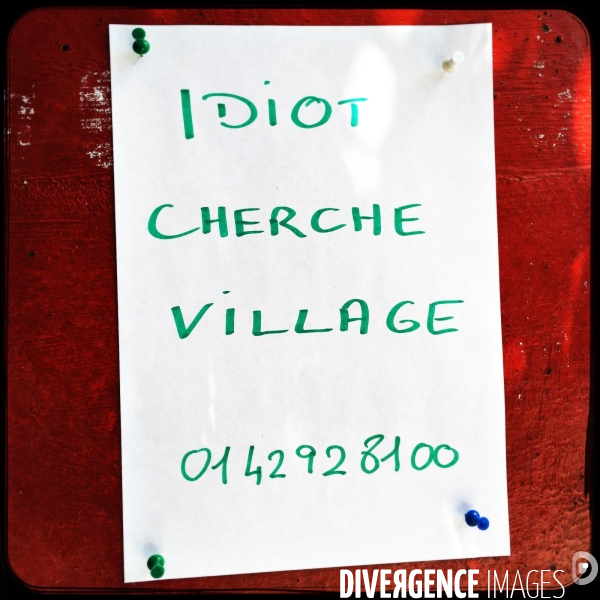 IDiOT
CHERCHE
ViLLAGE
0142928100
DIVERGENCE IMAGES